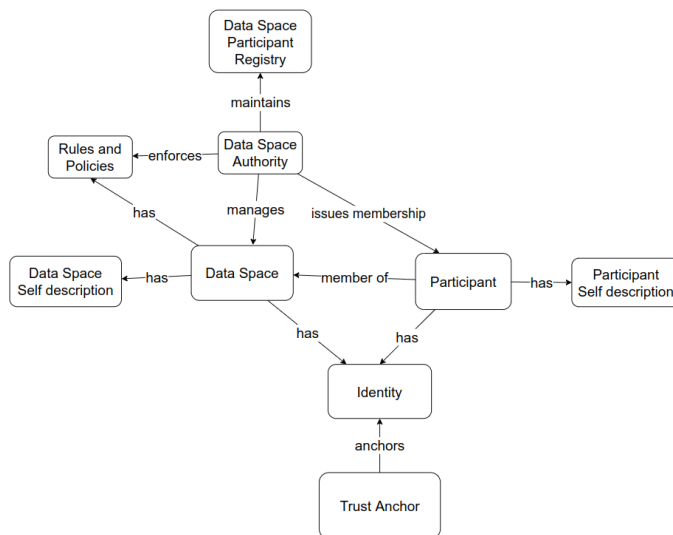 Data Space
Participant
Registry
maintains
Rules and
Policies
enforces
Data Space
Authority
has
manages
issues membership
Data Space
Self description
has
Data Space
member of
Participant
has
Participant
Self description
has
has
Identity
anchors
Trust Anchor